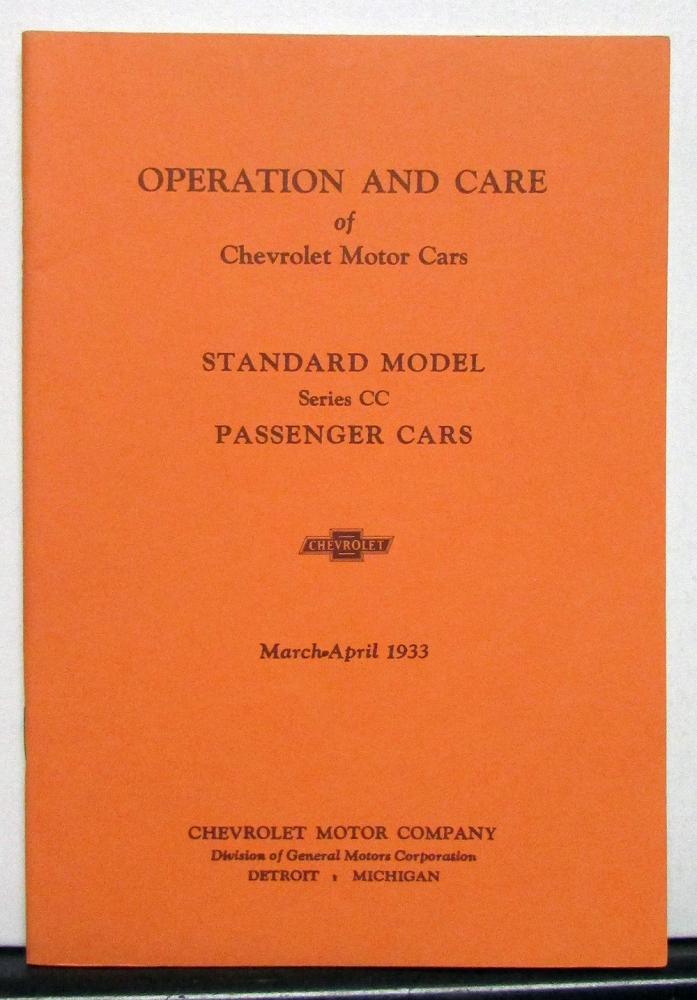 OPERATION AND CARE
of
Chevrolet Motor Cars
STANDARD MODEL
Series CC
PASSENGER CARS
CHEVROLET
March-April 1933
CHEVROLET MOTOR COMPANY
Division of General Motors Corporation
DETROIT , MICHIGAN